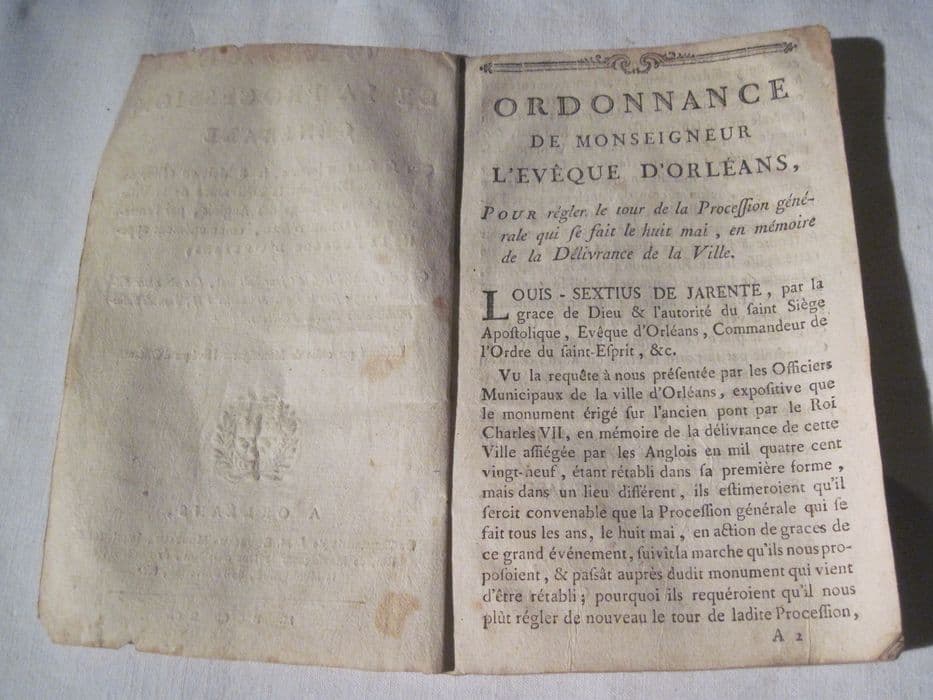 ORDONNANCE
DE MONSEIGNEUR
L'EVÊQUE D'ORLÉANS,
POUR régler le tour de la Proceſſion géné-
rale qui ſe fait le huit mai , en mémoire
de la Délivrance de la Ville.
LOUIS - SEXTIUS DE JARENTE , par la
grace de Dieu & l'autorité du ſaint Siège
Apoſtolique , Evêque d'Orléans , Commandeur de
l'Ordre du ſaint-Eſprit , &c.
VU la requête à nous préſentée par les Officiers
Municipaux de la ville d'Orléans , expoſitive que
le monument érigé ſur l'ancien pont par le Roi
Charles VII, en mémoire de la délivrance de cette
Ville aſſiégée par les Anglois en mil quatre cent
vingt-neuf , étant rétabli dans ſa première forme ,
mais dans un lieu différent , ils eſtimeroient qu'il
ſeroit convenable que la Proceſſion générale qui ſe
fait tous les ans, le huit mai , en action de graces de
ce grand événement, ſuivît la marche qu'ils nous pro-
poſoient , & paſſât auprès dudit monument qui vient
d'être rétabli ; pourquoi ils requéroient qu'il nous
plût régler de nouveau le tour de ladite Proceſſion,
A 2